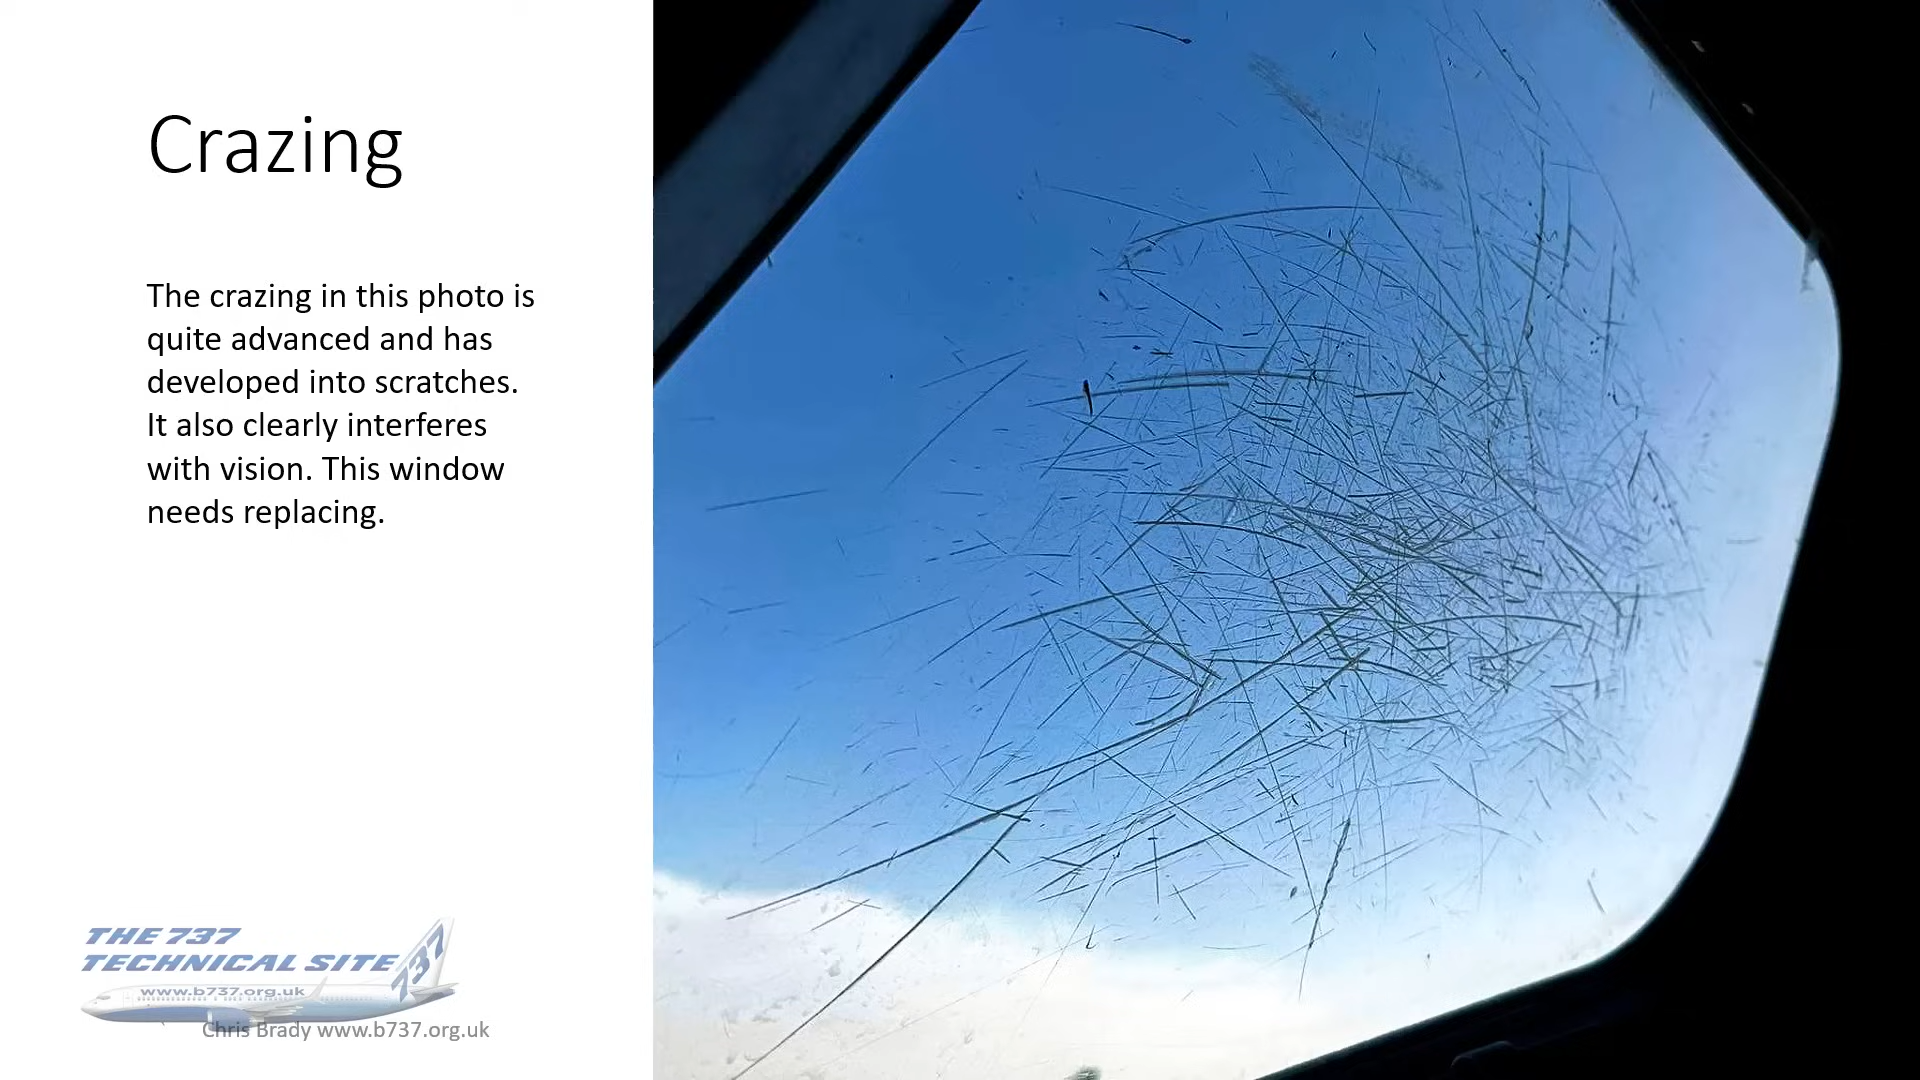 Crazing
The crazing in this photo is
quite advanced and has
developed into scratches.
It also clearly interferes
with vision. This window
needs replacing.
THE 737
TECHNICAL SITE
737
www.b737.org.uk
Chris Brady www.b737.org.uk